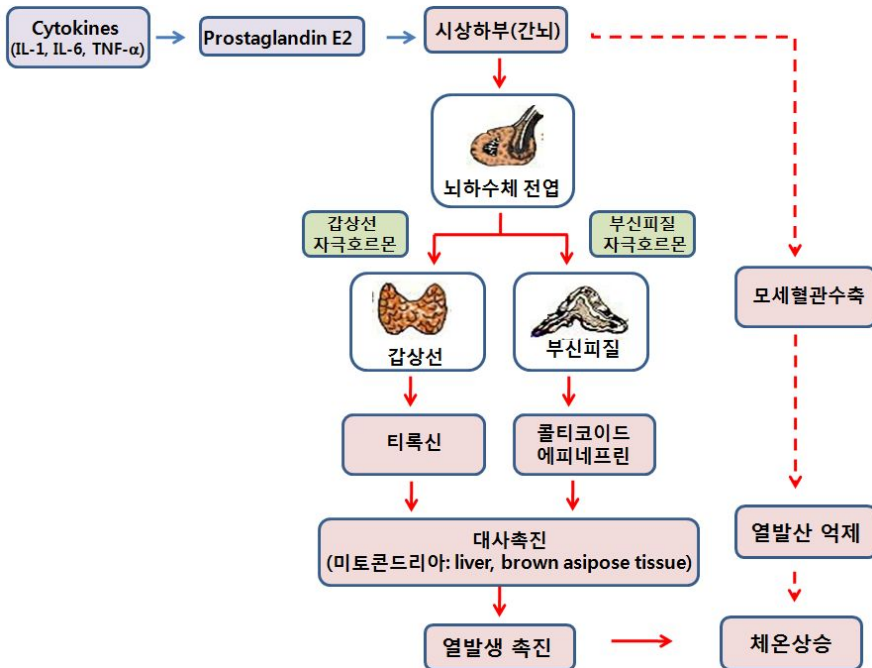 Cytokines
(IL-1, IL-6, TNF-α)
Prostaglandin E2
시상하부(간뇌)
뇌하수체 전엽
갑상선
자극호르몬
부신피질
자극호르몬
갑상선
부신피질
모세혈관수축
티록신
콜티코이드
에피네프린
대사촉진
(미토콘드리아: liver, brown asipose tissue)
열발산 억제
열발생 촉진
체온상승